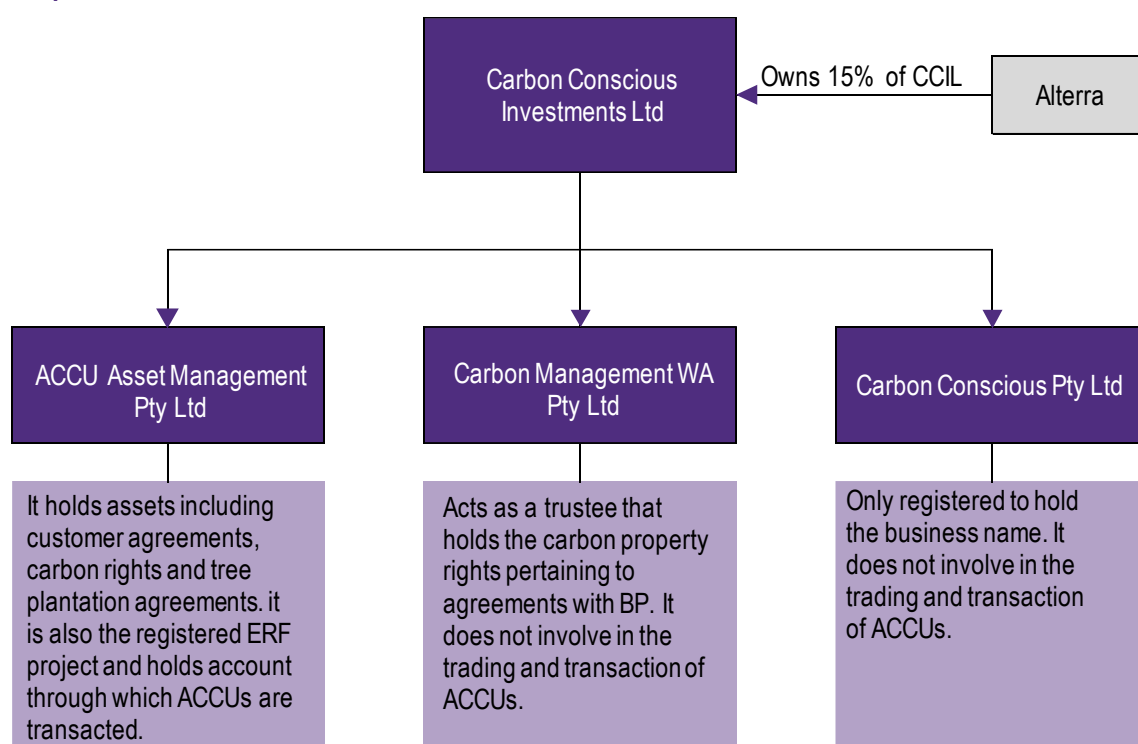 Carbon Conscious
Investments Ltd
Owns 15% of CCIL
Alterra
ACCU Asset Management
Pty Ltd
Carbon Management WA
Pty Ltd
Carbon Conscious Pty Ltd
It holds assets including
customer agreements,
carbon rights and tree
plantation agreements. it
is also the registered ERF
project and holds account
through which ACCUs are
transacted.
Acts as a trustee that
holds the carbon property
rights pertaining to
agreements with BP. It
does not involve in the
trading and transaction of
ACCUs.
Only registered to hold
the business name. It
does not involve in the
trading and transaction
of ACCUs.